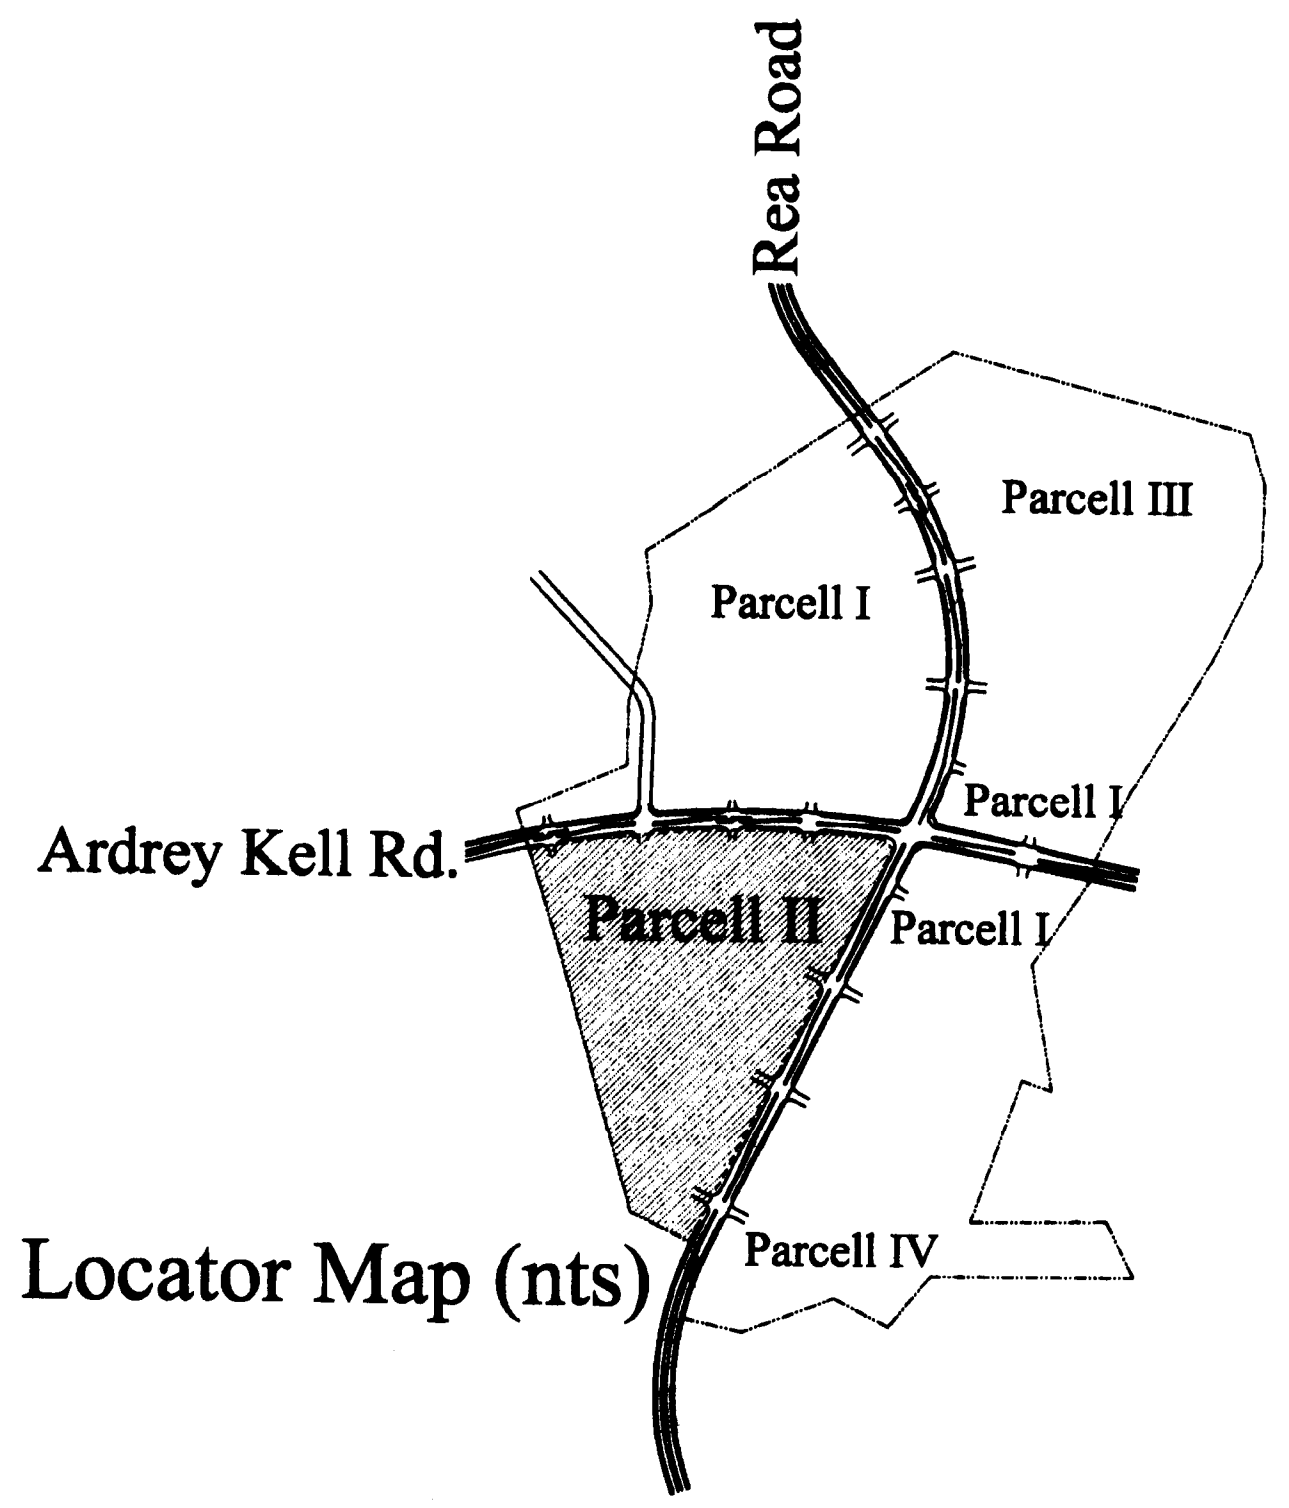 Rea Road
Parcell III
Parcell I
Parcell I
Ardrey Kell Rd.
Parcell II
Parcell I
Parcell IV
Locator Map (nts)